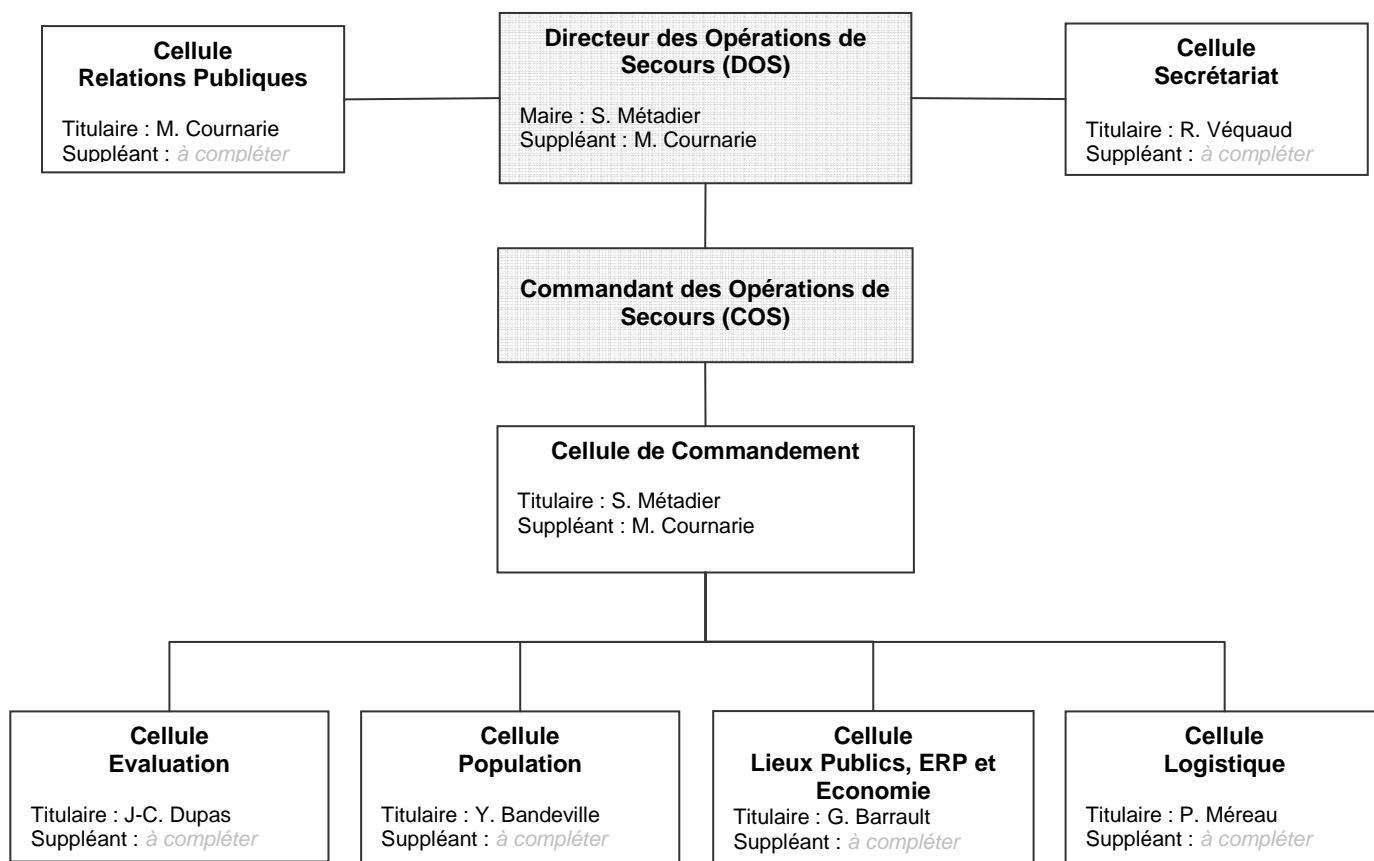 Cellule
Relations Publiques
Titulaire : M. Cournarie
Suppléant : à compléter
Directeur des Opérations de
Secours (DOS)
Maire : S. Métadier
Suppléant : M. Cournarie
Cellule
Secrétariat
Titulaire : R. Véquaud
Suppléant : à compléter
Commandant des Opérations de
Secours (COS)
Cellule de Commandement
Titulaire : S. Métadier
Suppléant : M. Cournarie
Cellule
Evaluation
Titulaire : J-C. Dupas
Suppléant : à compléter
Cellule
Population
Titulaire : Y. Bandeville
Suppléant : à compléter
Cellule
Lieux Publics, ERP et
Economie
Titulaire : G. Barrault
Suppléant : à compléter
Cellule
Logistique
Titulaire : P. Méreau
Suppléant : à compléter